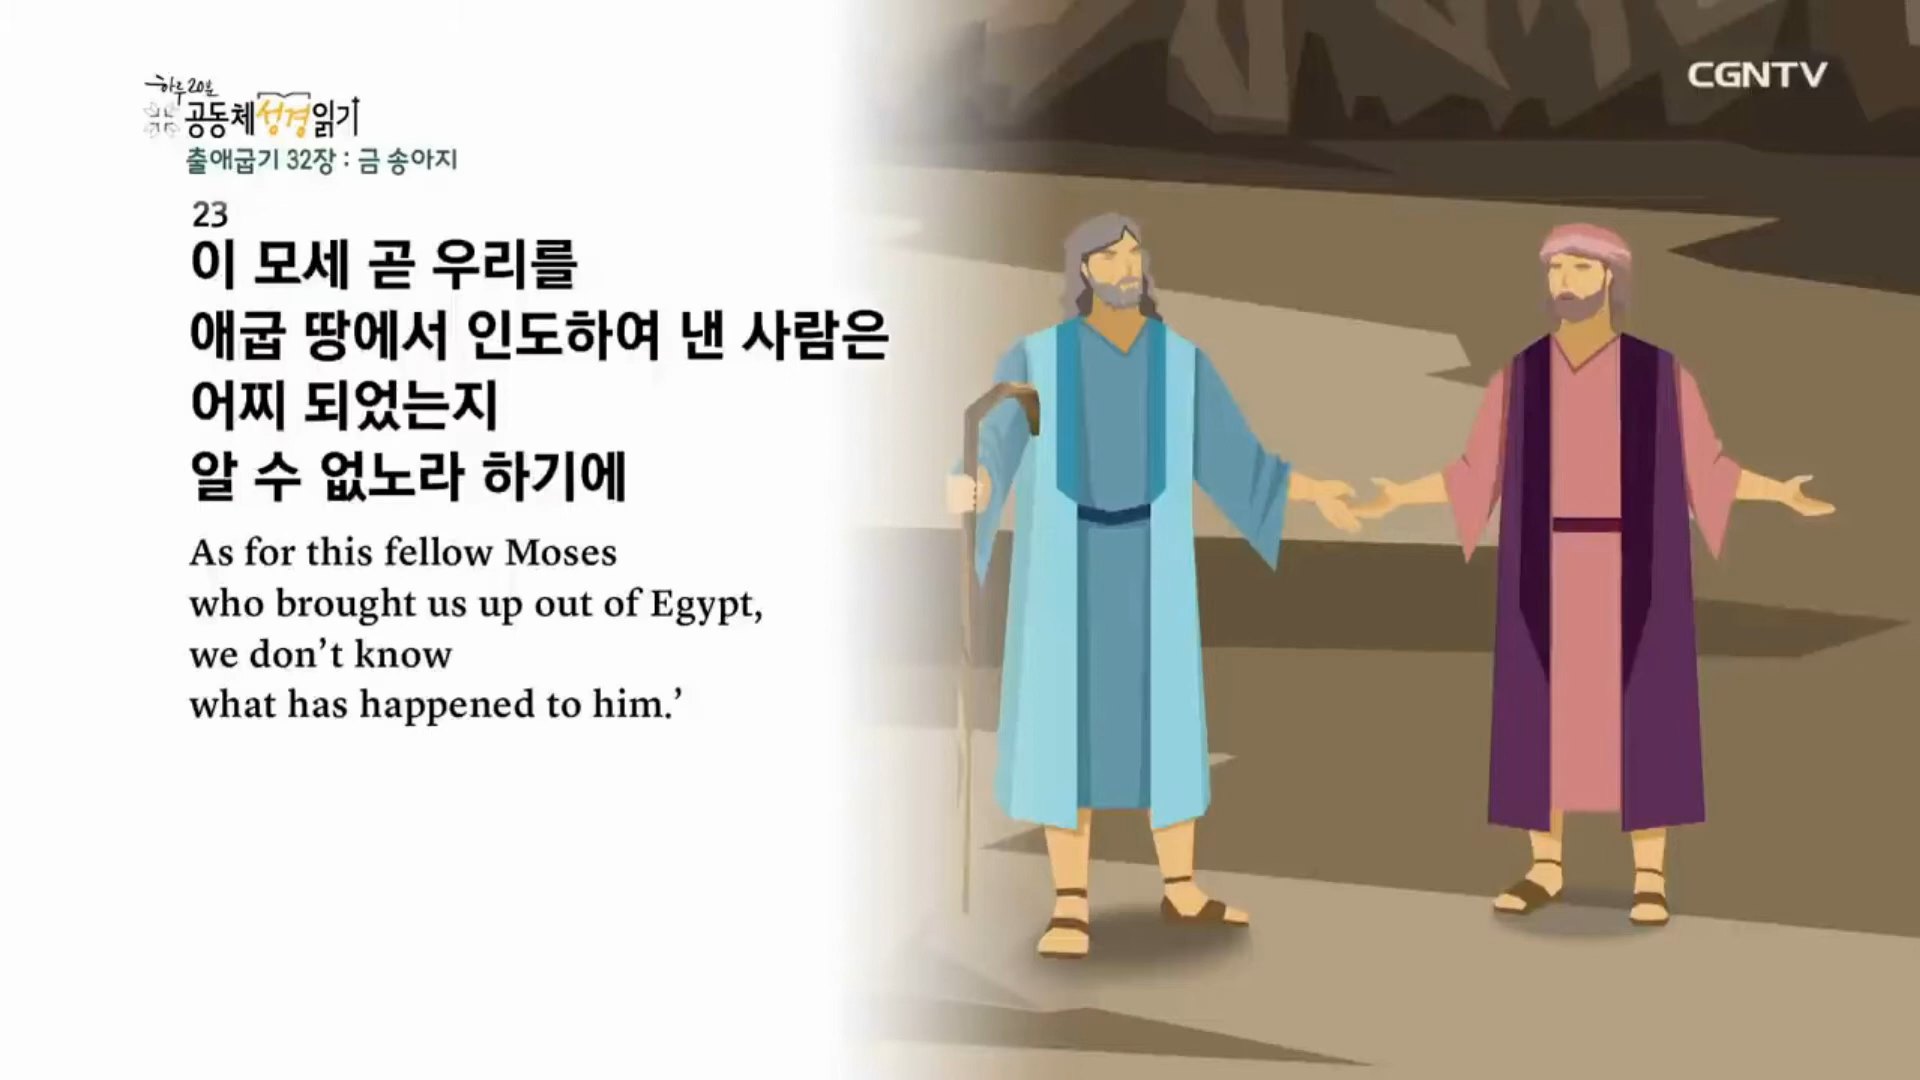 하루 20분
공동체성경읽기
출애굽기 32장 : 금 송아지
CGNTV
23
이 모세 곧 우리를
애굽 땅에서 인도하여 낸 사람은
어찌 되었는지
알 수 없노라 하기에
As for this fellow Moses
who brought us up out of Egypt,
we don’t know
what has happened to him.’